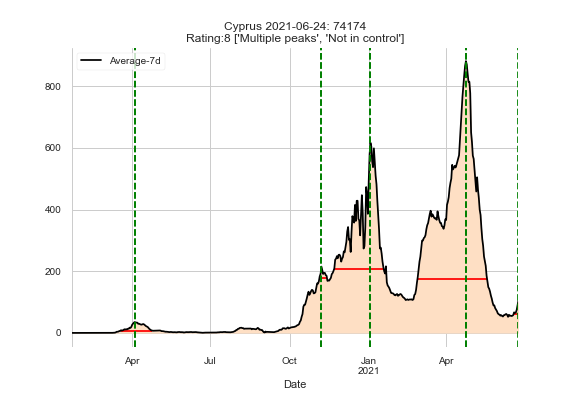 Cyprus 2021-06-24: 74174
Rating:8 ['Multiple peaks', 'Not in control']
Average-7d
800
600
400
200
0
Apr
Jul
Oct
Jan
2021
Apr
Date